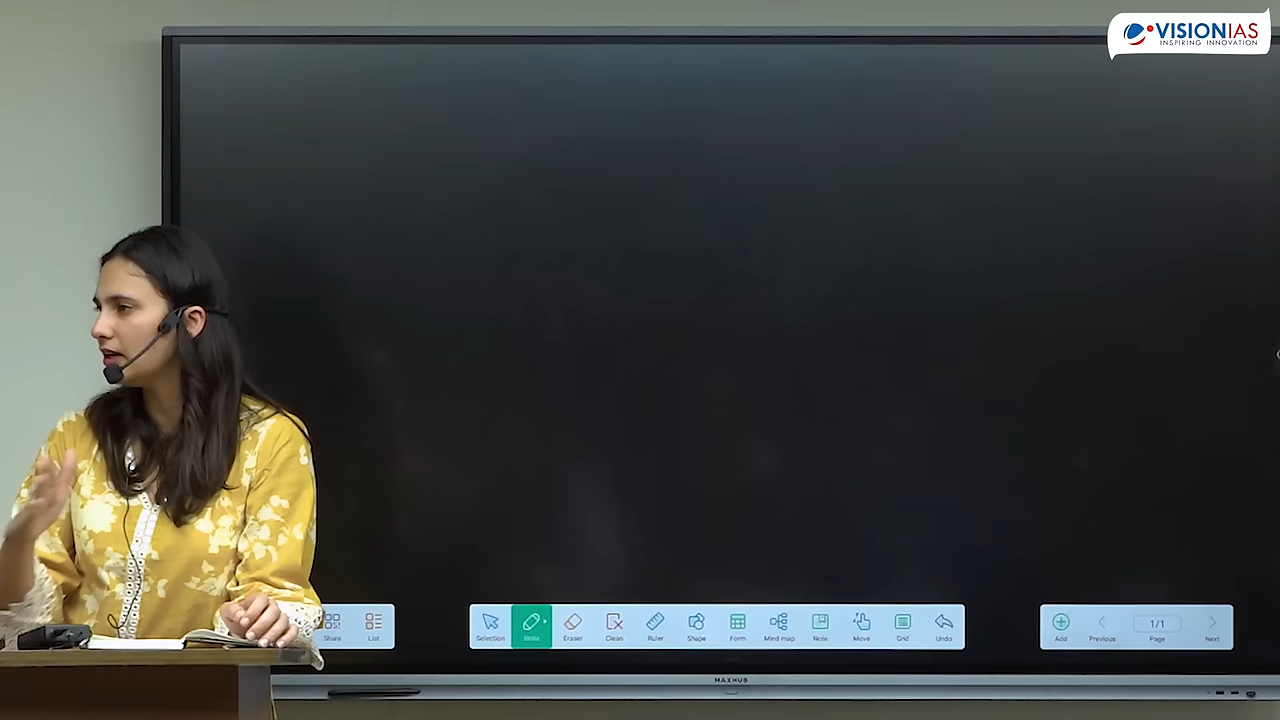 VISIONIAS
INSPIRING INNOVATION
Share
List
Selection
Write
Eraser
Clean
Ruler
Shape
Form
Mind map
Note
Move
Grid
Undo
Add
Previous
1/1
Page
Next
MAXHUB